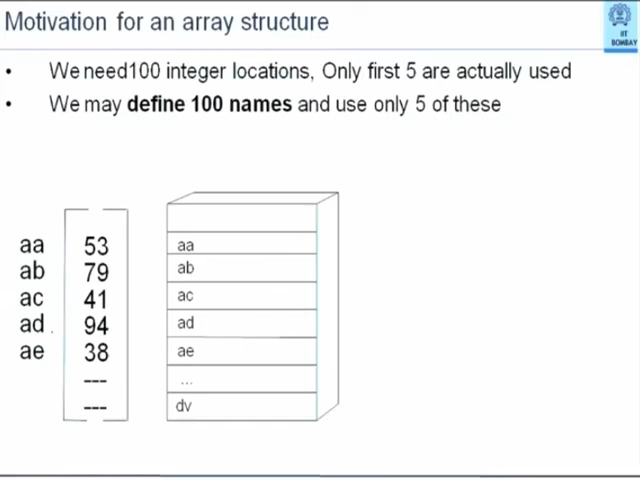 Motivation for an array structure
IIT
BOMBAY
• We need100 integer locations, Only first 5 are actually used
• We may define 100 names and use only 5 of these
aa 53
ab 79
ac 41
ad . 94
ae 38
---
---
aa
ab
ac
ad
ae
...
dv